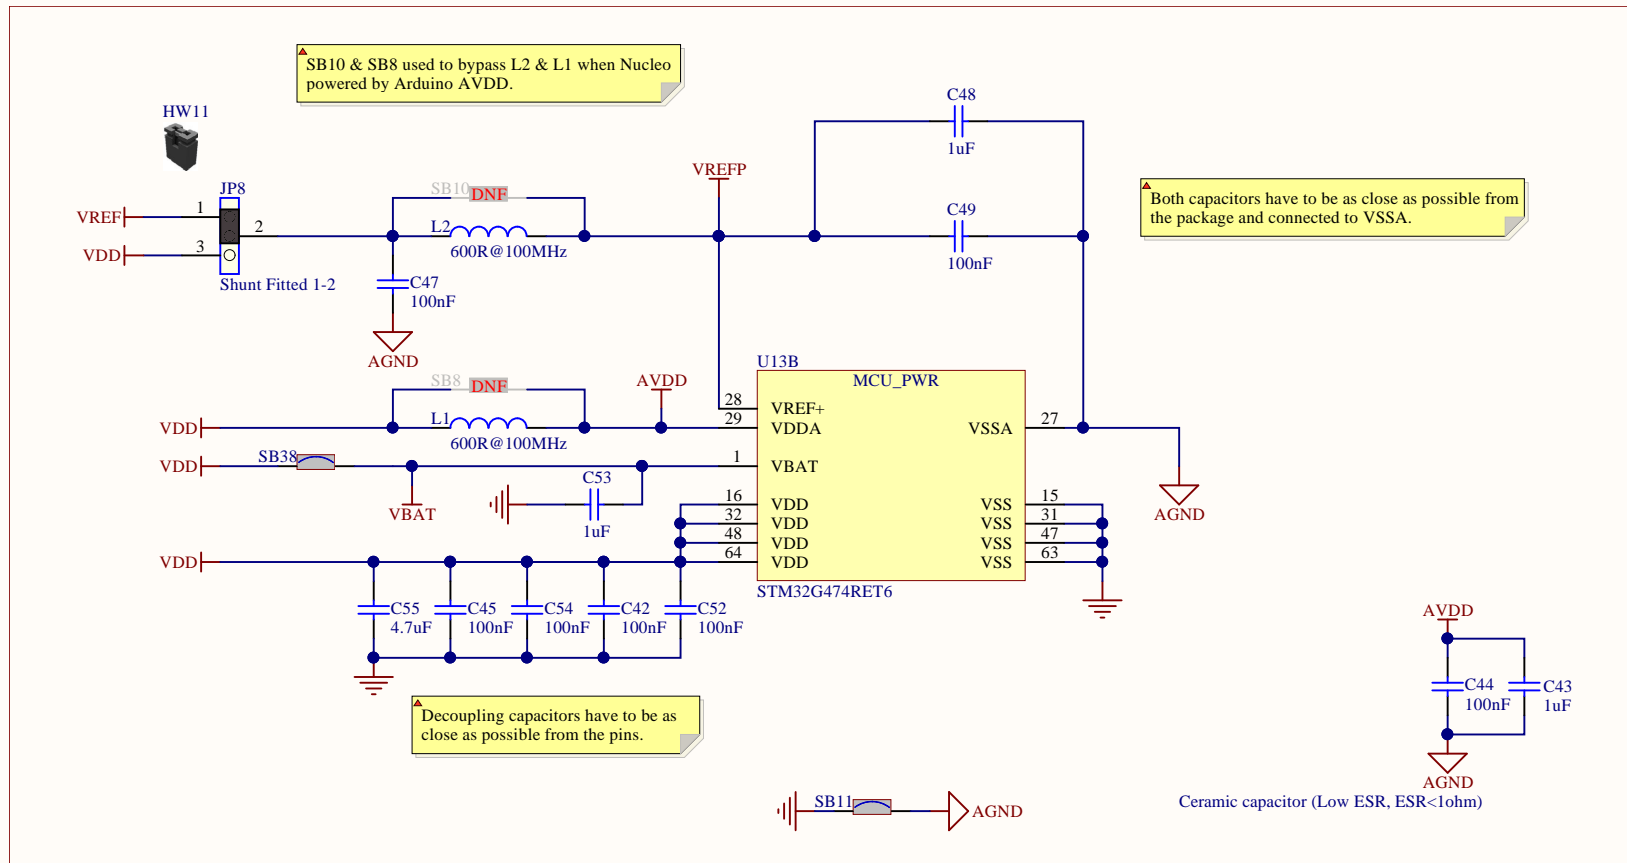 SB10 & SB8 used to bypass L2 & L1 when Nucleo
powered by Arduino AVDD.
HW11
JP8
VREF
1
2
VDD
3
Shunt Fitted 1-2
SB10
DNF
L2
600R@100MHz
C47
100nF
AGND
VREFP
C48
1uF
C49
100nF
Both capacitors have to be as close as possible from
the package and connected to VSSA.
U13B
MCU_PWR
SB8
DNF
AVDD
VDD
L1
600R@100MHz
28
VREF+
29
VDDA
VSSA
27
AGND
VDD
SB38
VBAT
1
VBAT
C53
1uF
16
VDD
VSS
15
32
VDD
VSS
31
48
VDD
VSS
47
VDD
64
VDD
VSS
63
STM32G474RET6
C55
4.7uF
C45
100nF
C54
100nF
C42
100nF
C52
100nF
Decoupling capacitors have to be as
close as possible from the pins.
SB11
AGND
AVDD
C44
100nF
C43
1uF
AGND
Ceramic capacitor (Low ESR, ESR<1ohm)